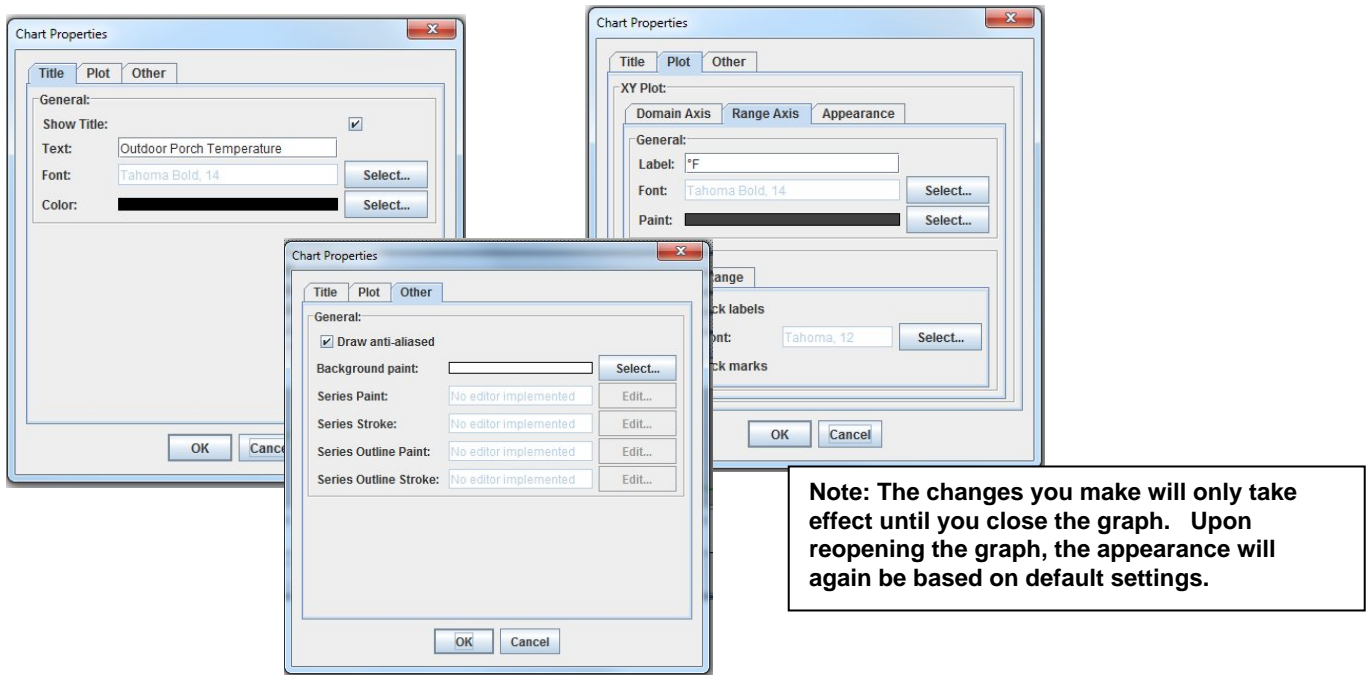 Chart Properties
Title Plot Other
General:
Show Title:
Text: Outdoor Porch Temperature
Font: Tahoma Bold, 14 Select...
Color: Select...
OK
Chart Properties
Title Plot Other
XY Plot:
Domain Axis Range Axis Appearance
General:
Label: °F
Font: Tahoma Bold, 14 Select...
Paint: Select...
ck labels
Tahoma, 12 Select...
ck marks
OK Cancel
Chart Properties
Title Plot Other
General:
Draw anti-aliased
Background paint: Select...
Series Paint: No editor implemented Edit...
Series Stroke: No editor implemented Edit...
Series Outline Paint: No editor implemented Edit...
Series Outline Stroke: No editor implemented Edit...
OK Cancel
Note: The changes you make will only take
effect until you close the graph. Upon
reopening the graph, the appearance will
again be based on default settings.